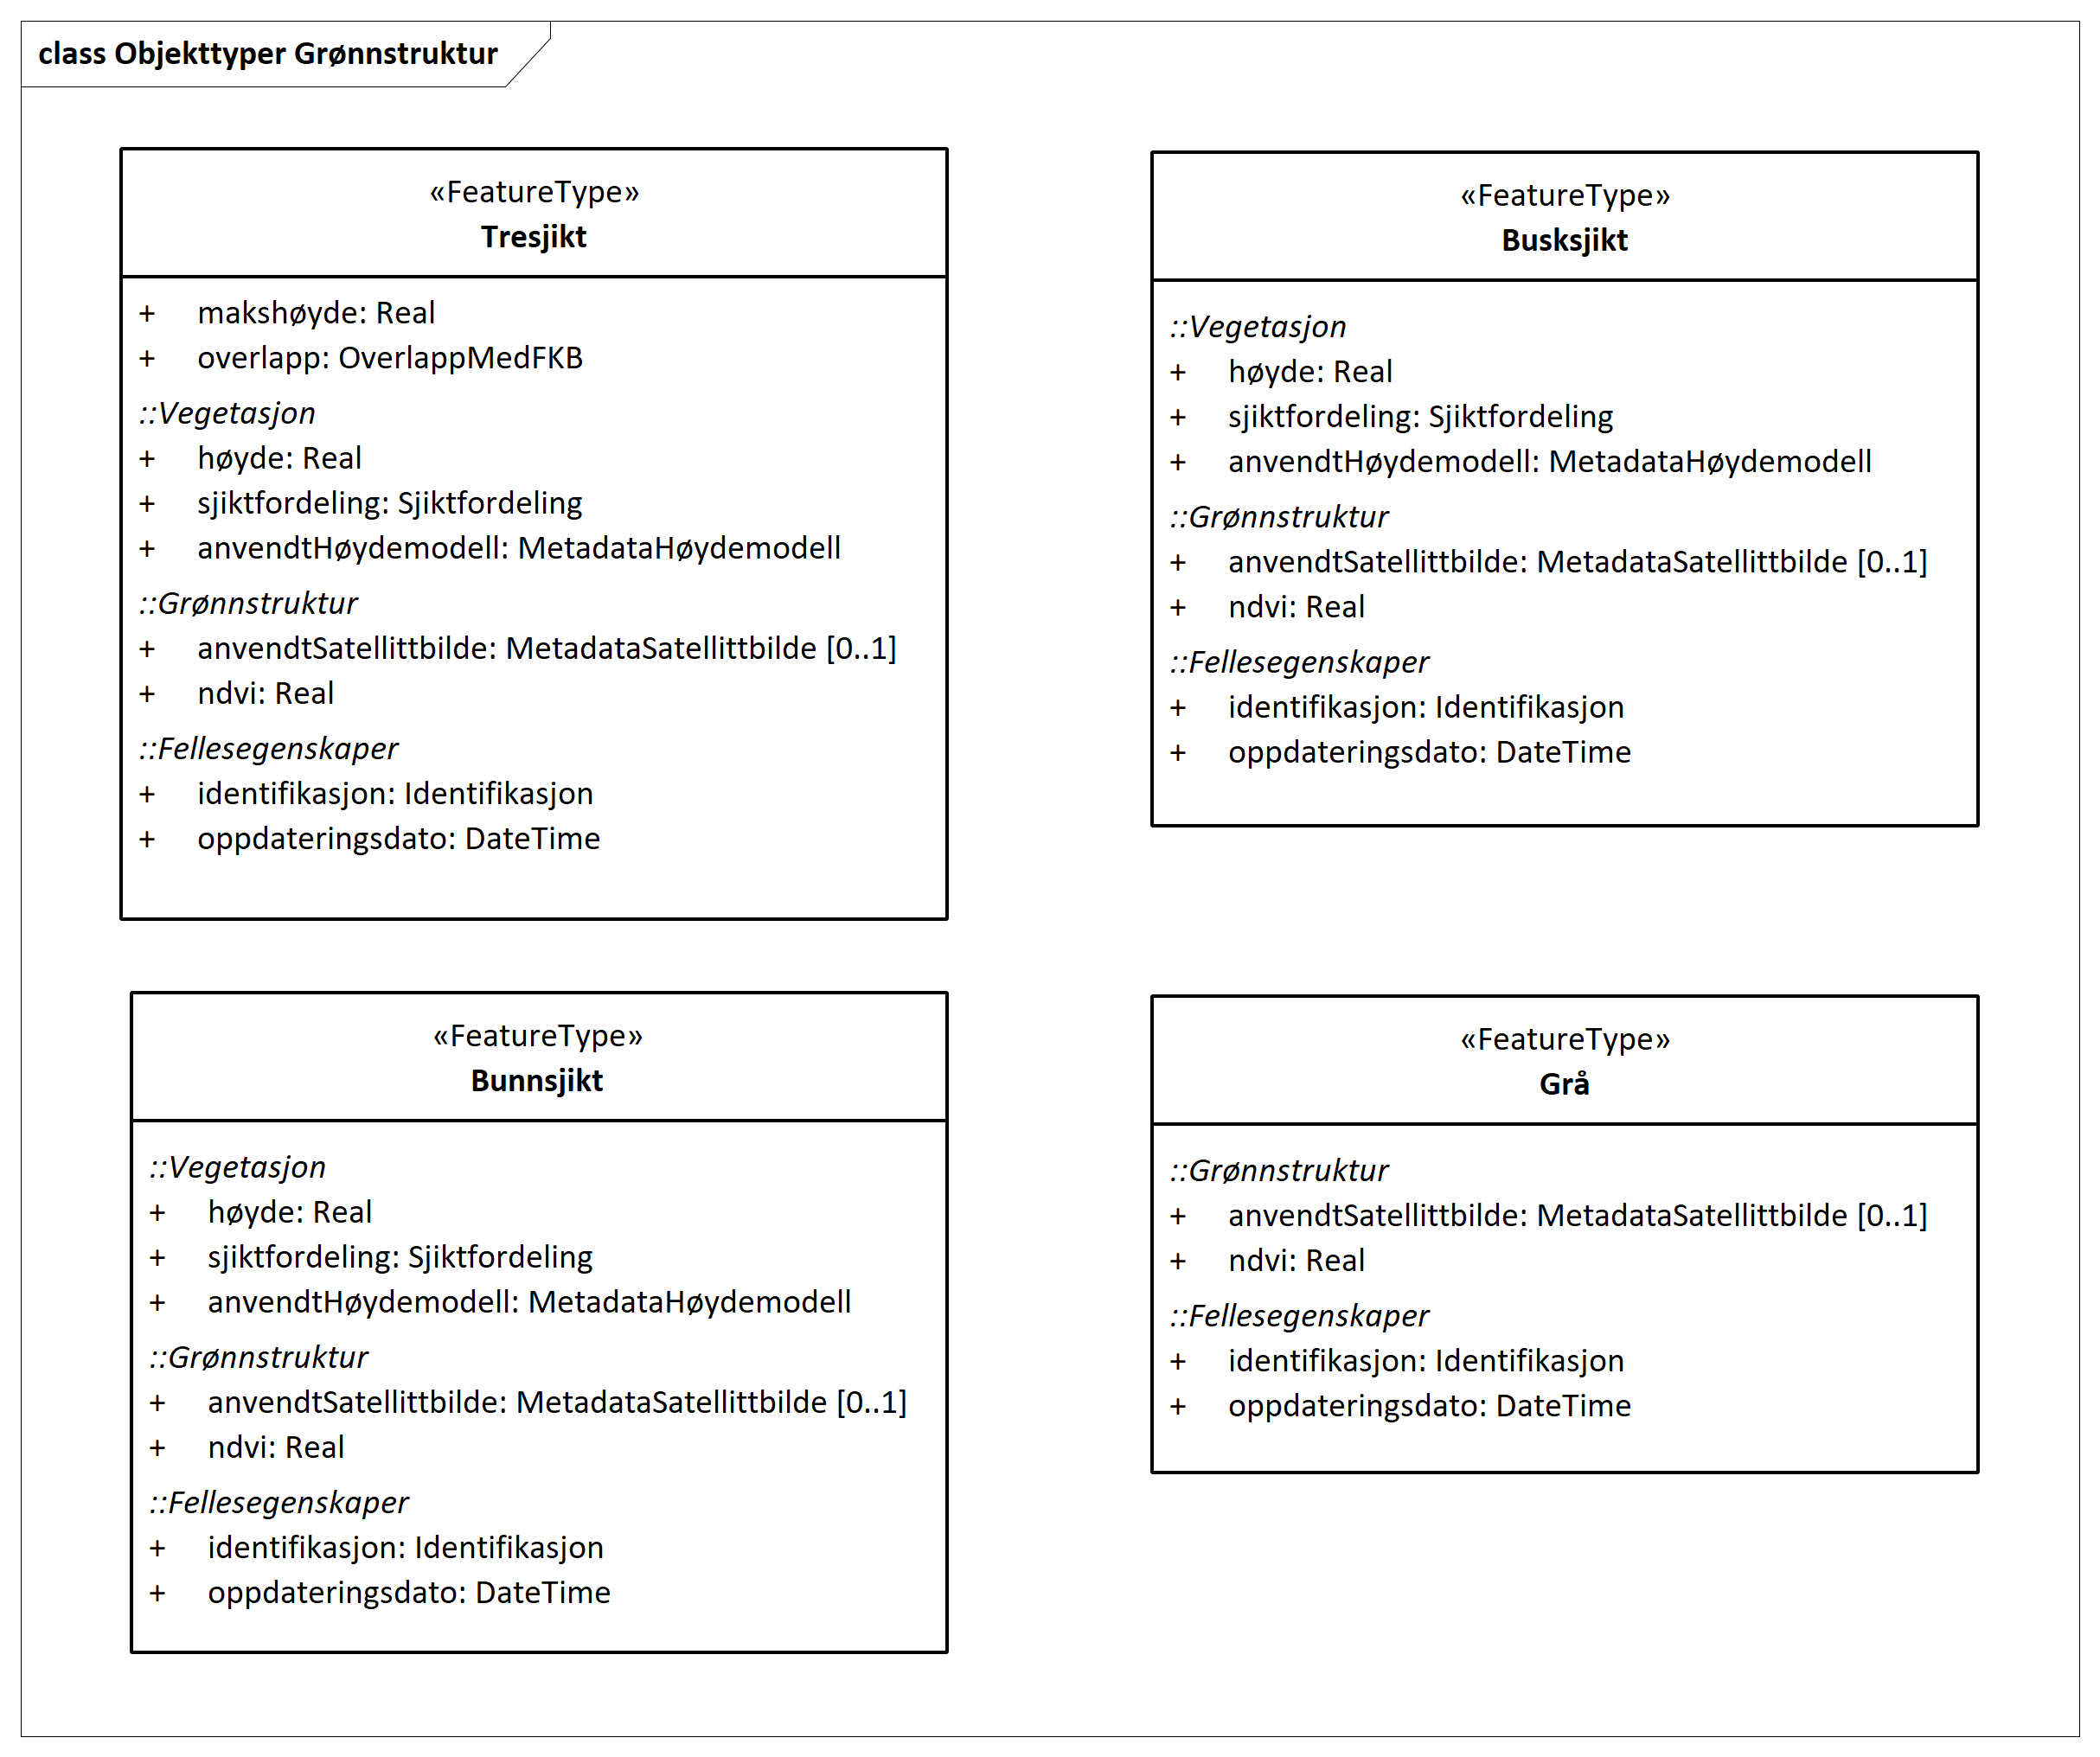 class Objekttyper Grønnstruktur
«FeatureType»
Tresjikt
+ makshøyde: Real
+ overlapp: OverlappMedFKB
::Vegetasjon
+ høyde: Real
+ sjiktfordeling: Sjiktfordeling
+ anvendtHøydemodell: MetadataHøydemodell
::Grønnstruktur
+ anvendtSatellittbilde: MetadataSatellittbilde [0..1]
+ ndvi: Real
::Fellesegenskaper
+ identifikasjon: Identifikasjon
+ oppdateringsdato: DateTime
«FeatureType»
Busksjikt
::Vegetasjon
+ høyde: Real
+ sjiktfordeling: Sjiktfordeling
+ anvendtHøydemodell: MetadataHøydemodell
::Grønnstruktur
+ anvendtSatellittbilde: MetadataSatellittbilde [0..1]
+ ndvi: Real
::Fellesegenskaper
+ identifikasjon: Identifikasjon
+ oppdateringsdato: DateTime
«FeatureType»
Bunnsjikt
::Vegetasjon
+ høyde: Real
+ sjiktfordeling: Sjiktfordeling
+ anvendtHøydemodell: MetadataHøydemodell
::Grønnstruktur
+ anvendtSatellittbilde: MetadataSatellittbilde [0..1]
+ ndvi: Real
::Fellesegenskaper
+ identifikasjon: Identifikasjon
+ oppdateringsdato: DateTime
«FeatureType»
Grå
::Grønnstruktur
+ anvendtSatellittbilde: MetadataSatellittbilde [0..1]
+ ndvi: Real
::Fellesegenskaper
+ identifikasjon: Identifikasjon
+ oppdateringsdato: DateTime